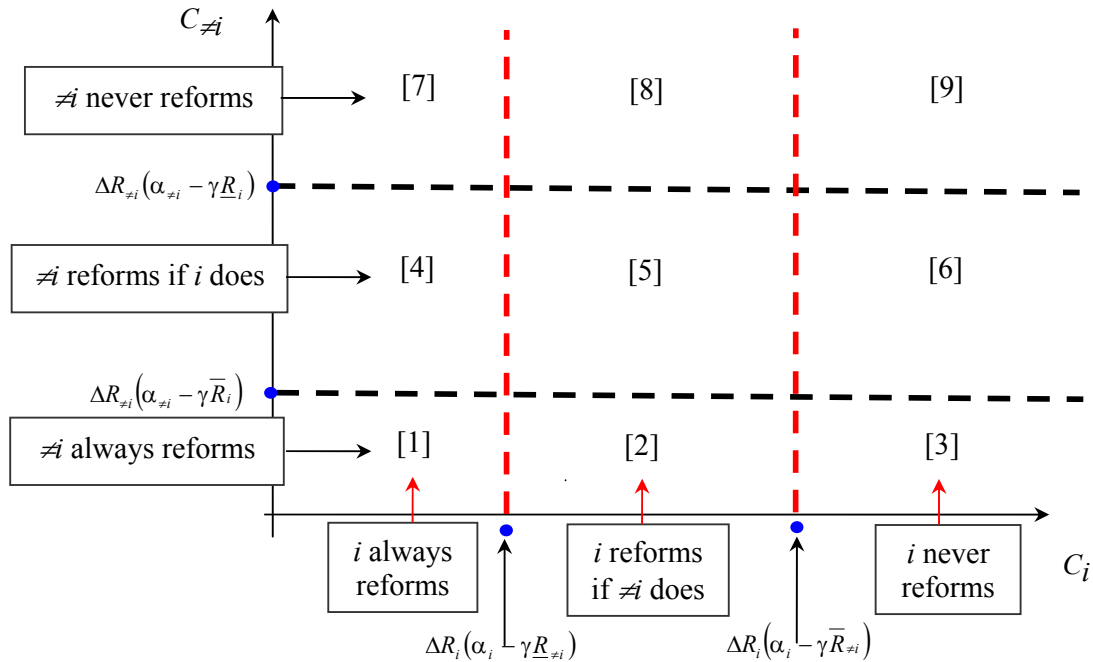 C≠i
≠i never reforms
[7] [8] [9]
ΔR≠i(α≠i − γR̲i)
≠i reforms if i does
[4] [5] [6]
ΔR≠i(α≠i − γR̅i)
≠i always reforms
[1] [2] [3]
i always
reforms
i reforms
if ≠i does
i never
reforms
Ci
ΔRi(αi − γR̲≠i)
ΔRi(αi − γR̅≠i)